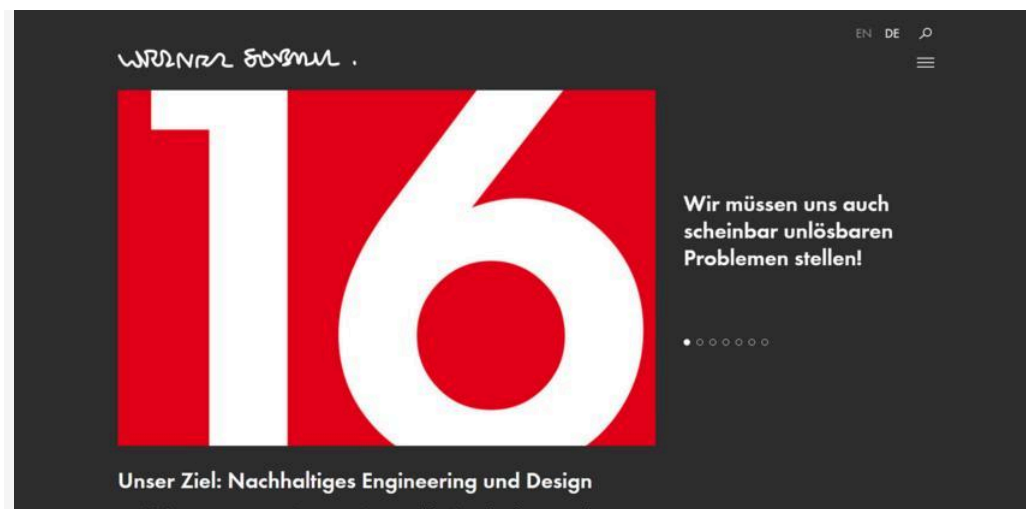 WERNER SOBEK .
EN DE
16
Wir müssen uns auch
scheinbar unlösbaren
Problemen stellen!
Unser Ziel: Nachhaltiges Engineering und Design